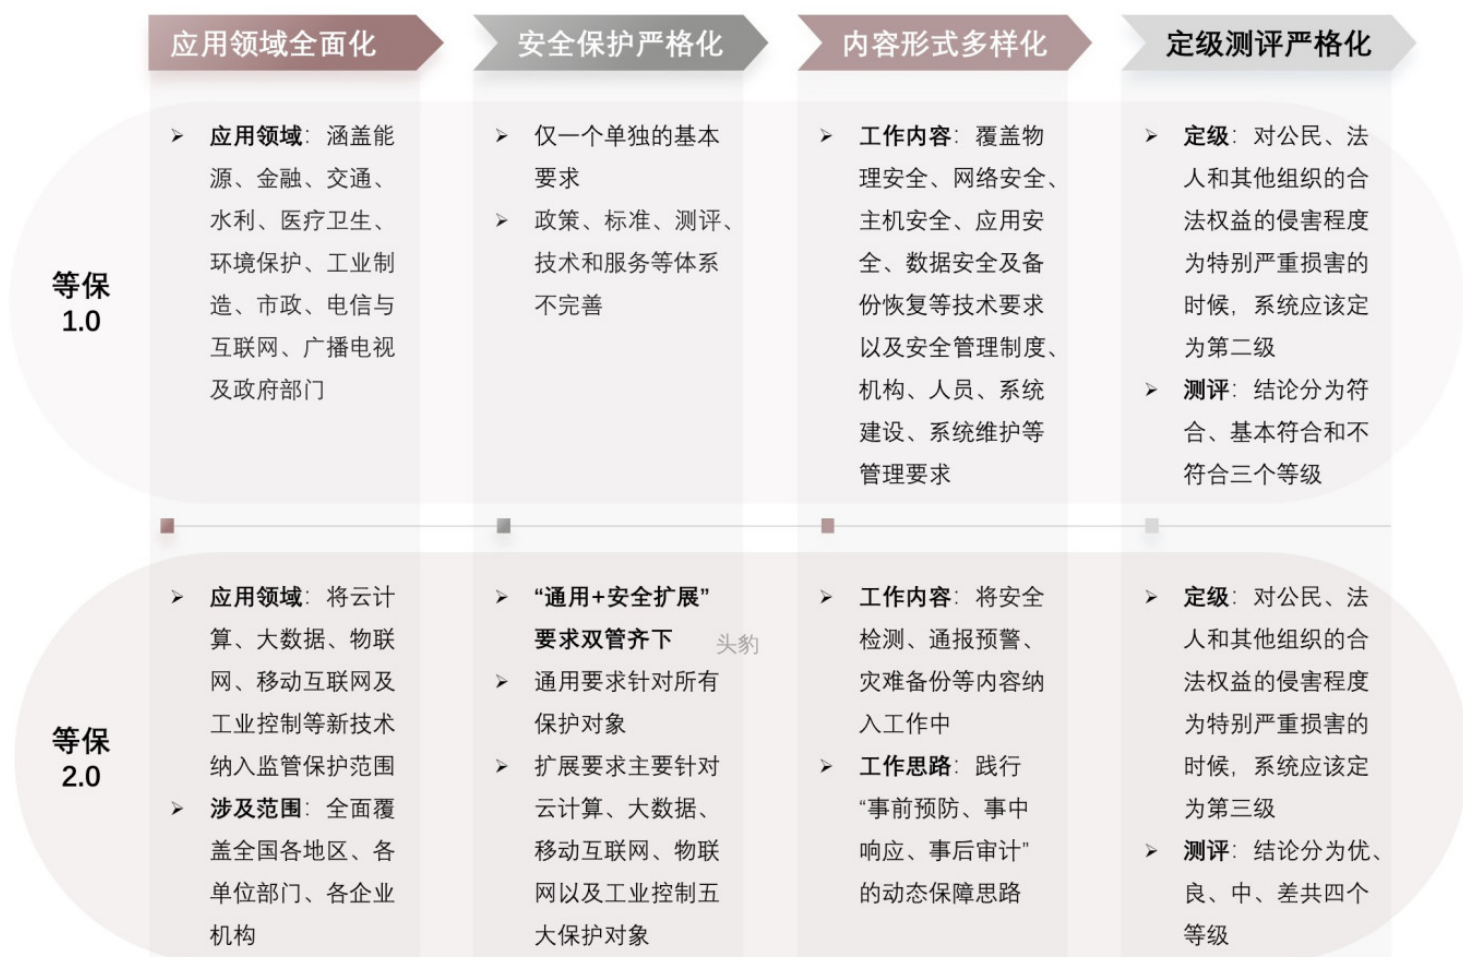 应用领域全面化
安全保护严格化
内容形式多样化
定级测评严格化
等保
1.0
➢ 应用领域：涵盖能
源、金融、交通、
水利、医疗卫生、
环境保护、工业制
造、市政、电信与
互联网、广播电视
及政府部门
➢ 仅一个单独的基本
要求
➢ 政策、标准、测评、
技术和服务等体系
不完善
➢ 工作内容：覆盖物
理安全、网络安全、
主机安全、应用安
全、数据安全及备
份恢复等技术要求
以及安全管理制度、
机构、人员、系统
建设、系统维护等
管理要求
➢ 定级：对公民、法
人和其他组织的合
法权益的侵害程度
为特别严重损害的
时候，系统应该定
为第二级
➢ 测评：结论分为符
合、基本符合和不
符合三个等级
等保
2.0
➢ 应用领域：将云计
算、大数据、物联
网、移动互联网及
工业控制等新技术
纳入监管保护范围
➢ 涉及范围：全面覆
盖全国各地区、各
单位部门、各企业
机构
➢ “通用+安全扩展”
要求双管齐下
➢ 通用要求针对所有
保护对象
➢ 扩展要求主要针对
云计算、大数据、
移动互联网、物联
网以及工业控制五
大保护对象
头豹
➢ 工作内容：将安全
检测、通报预警、
灾难备份等内容纳
入工作中
➢ 工作思路：践行
“事前预防、事中
响应、事后审计”
的动态保障思路
➢ 定级：对公民、法
人和其他组织的合
法权益的侵害程度
为特别严重损害的
时候，系统应该定
为第三级
➢ 测评：结论分为优、
良、中、差共四个
等级